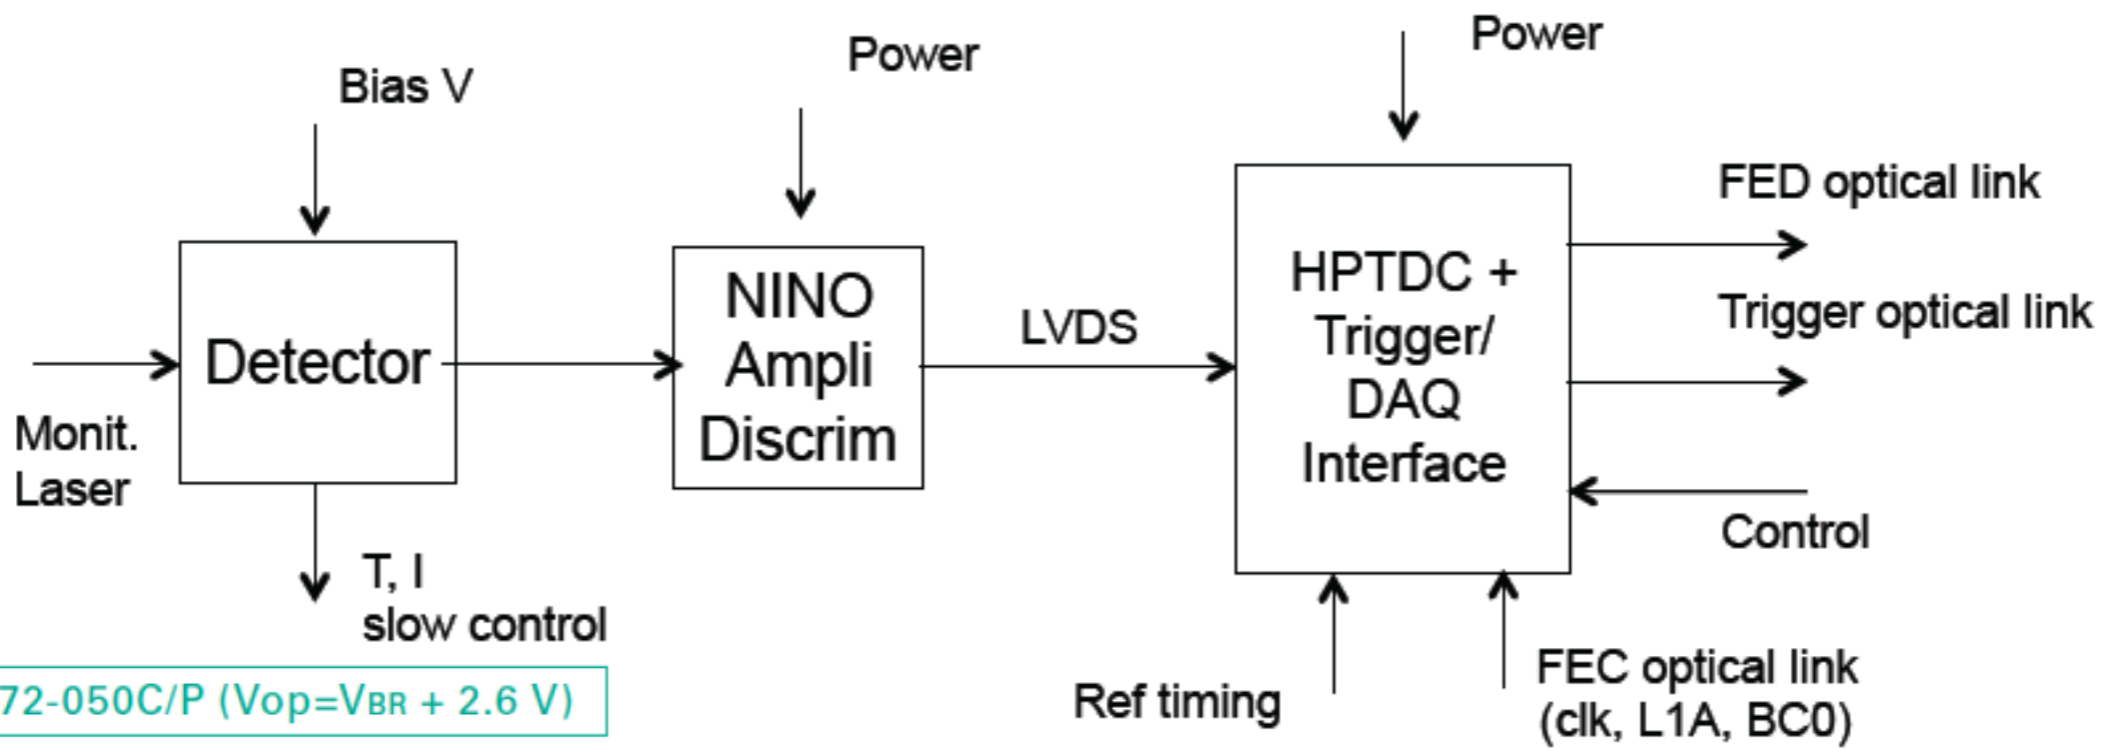 Power
Power
Bias V
FED optical link
NINO
Ampli
Discrim
HPTDC +
Trigger/
DAQ
Interface
Trigger optical link
LVDS
Detector
Monit.
Laser
Control
T, I
slow control
FEC optical link
(clk, L1A, BC0)
Ref timing
72-050C/P (Vop=VBR + 2.6 V)